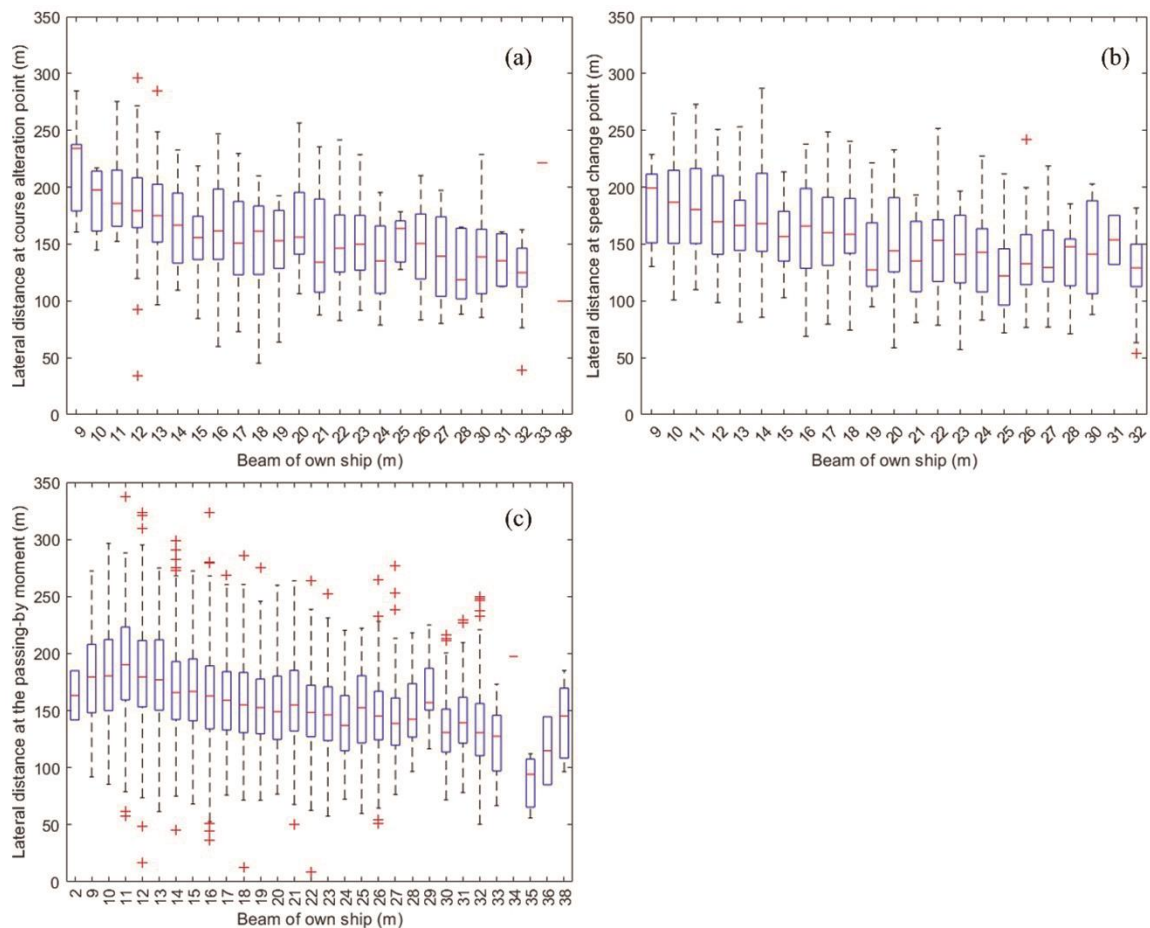 Lateral distance at course alteration point (m)
350
300
250
200
150
100
50
0
(a)
9 10 11 12 13 14 15 16 17 18 19 20 21 22 23 24 25 26 27 28 30 31 32 33 38
Beam of own ship (m)
Lateral distance at speed change point (m)
350
300
250
200
150
100
50
0
(b)
9 10 11 12 13 14 15 16 17 18 19 20 21 22 23 24 25 26 27 28 30 31 32
Beam of own ship (m)
Lateral distance at the passing-by moment (m)
350
300
250
200
150
100
50
0
(c)
2 9 10 11 12 13 14 15 16 17 18 19 20 21 22 23 24 25 26 27 28 29 30 31 32 33 34 35 36 38
Beam of own ship (m)